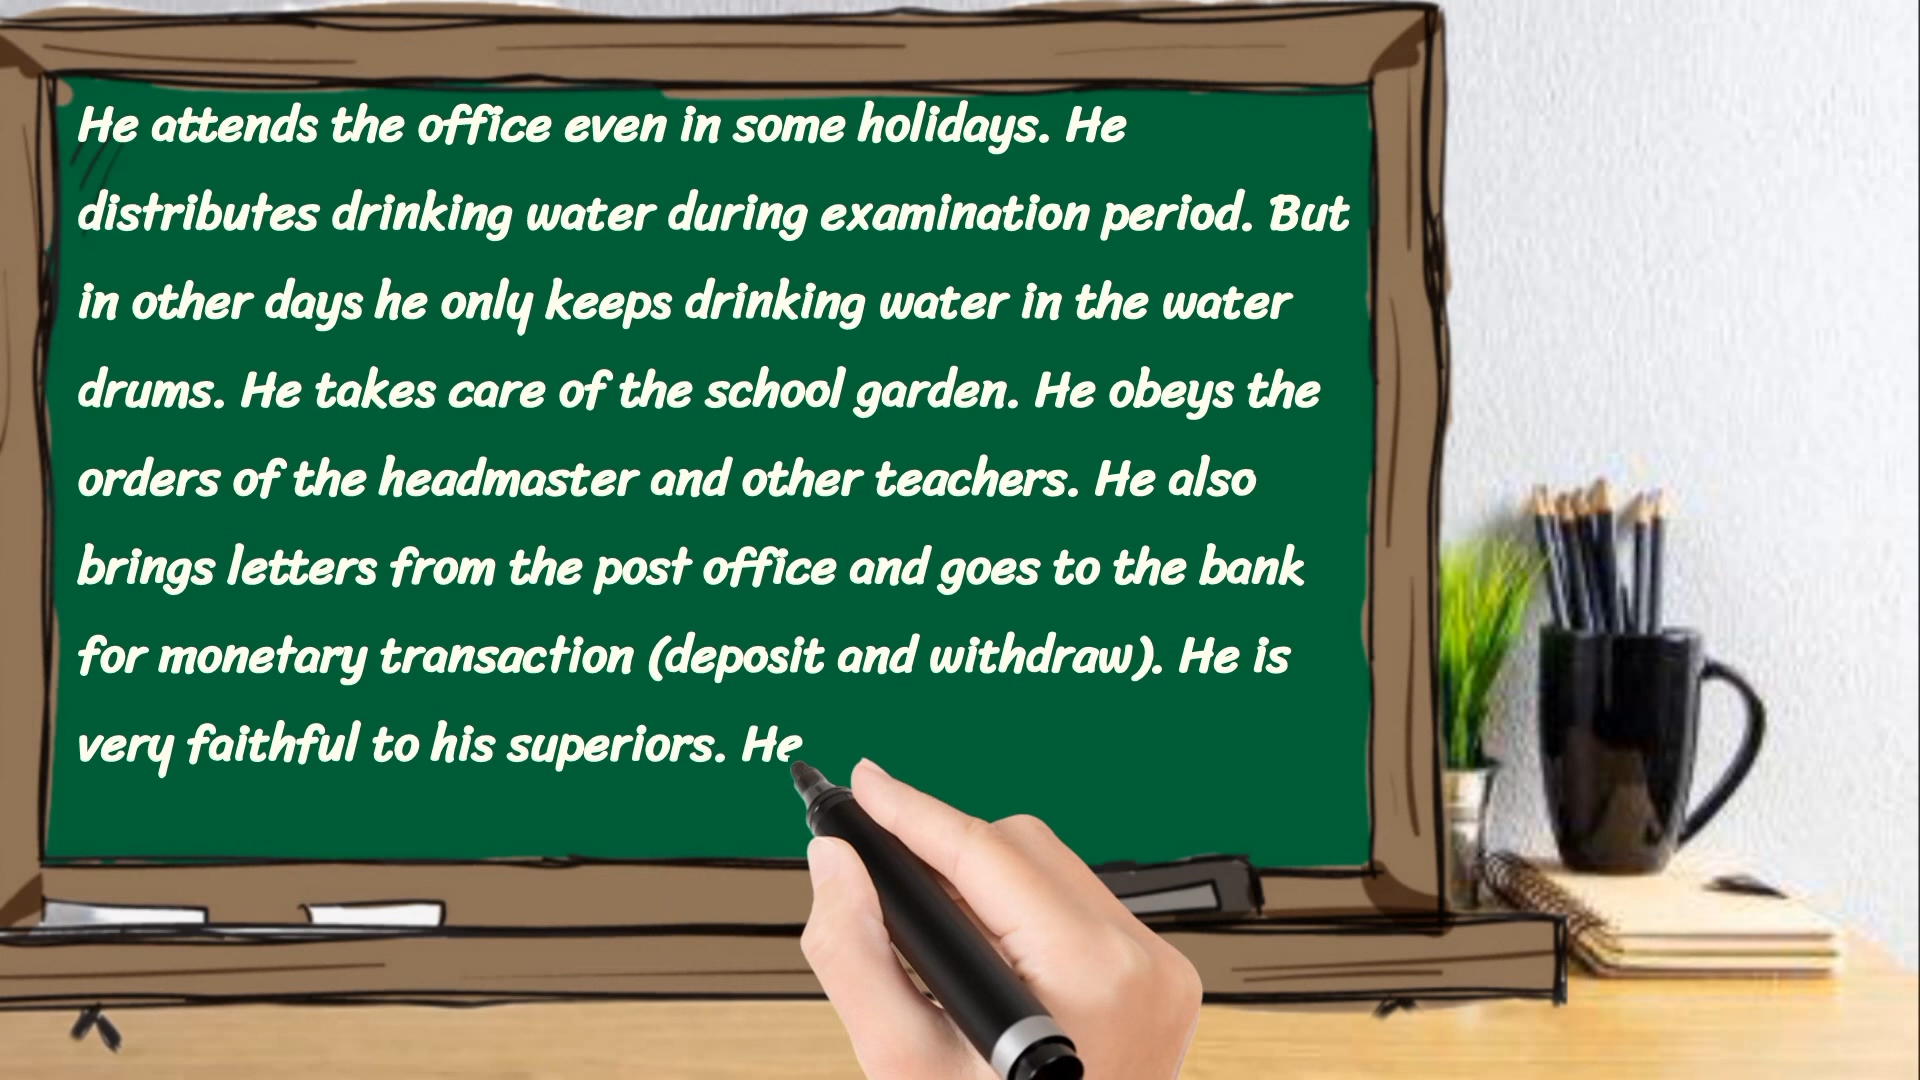 He attends the office even in some holidays. He
distributes drinking water during examination period. But
in other days he only keeps drinking water in the water
drums. He takes care of the school garden. He obeys the
orders of the headmaster and other teachers. He also
brings letters from the post office and goes to the bank
for monetary transaction (deposit and withdraw). He is
very faithful to his superiors. He